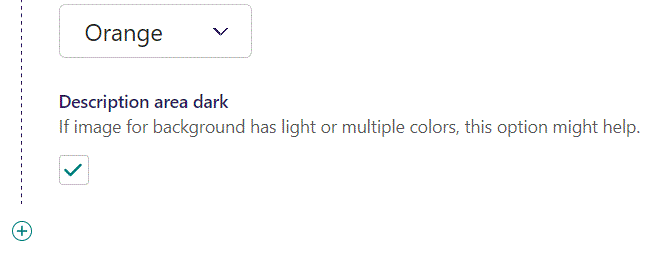 Orange
Description area dark
If image for background has light or multiple colors, this option might help.